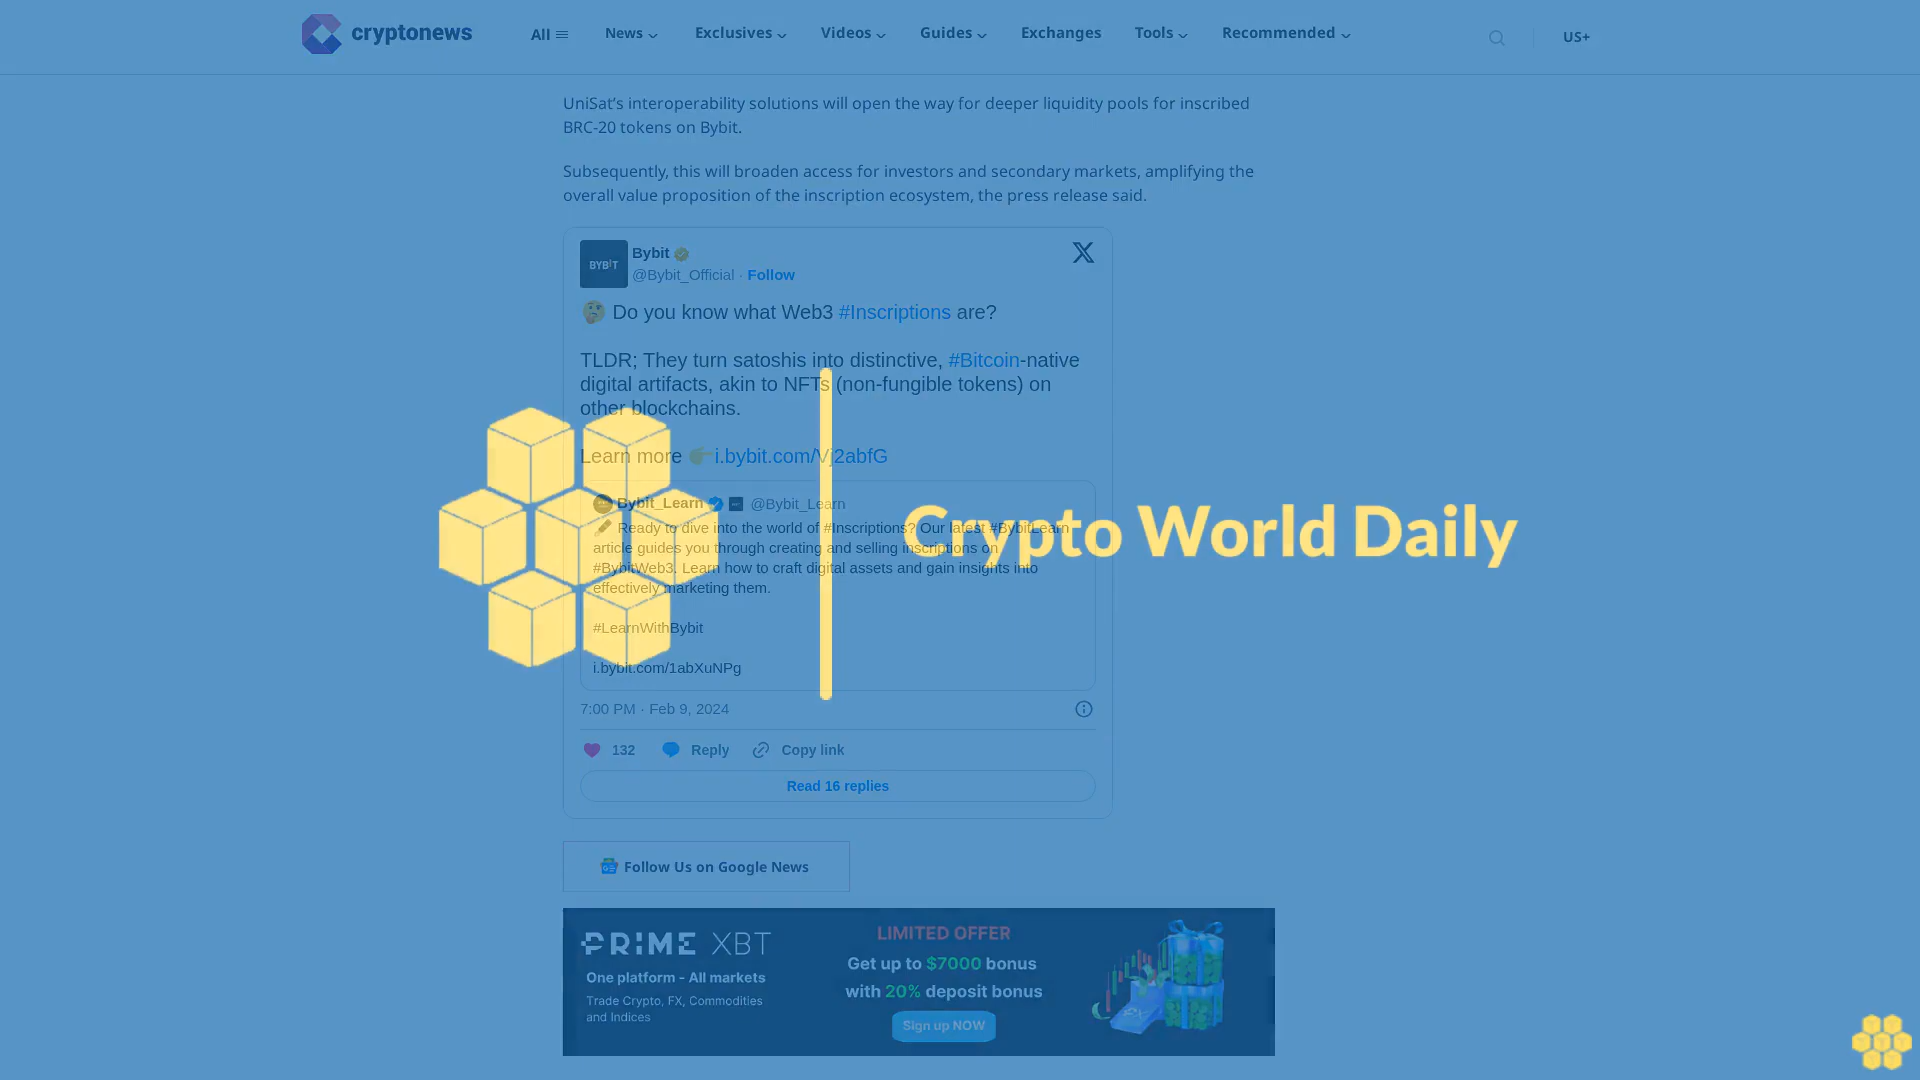 cryptonews
All
News
Exclusives
Videos
Guides
Exchanges
Tools
Recommended
US+
UniSat's interoperability solutions will open the way for deeper liquidity pools for inscribed
BRC-20 tokens on Bybit.
Subsequently, this will broaden access for investors and secondary markets, amplifying the
overall value proposition of the inscription ecosystem, the press release said.
BYBIT
Bybit
@Bybit_Official · Follow
🤔 Do you know what Web3 #Inscriptions are?
TLDR; They turn satoshis into distinctive, #Bitcoin-native
digital artifacts, akin to NFTs (non-fungible tokens) on
other blockchains.
Learn more 👉i.bybit.com/Vj2abfG
Bybit_Learn @Bybit_Learn
Ready to dive into the world of #Inscriptions? Our latest #BybitLearn
article guides you through creating and selling inscriptions on
#BybitWeb3. Learn how to craft digital assets and gain insights into
effectively marketing them.
#LearnWithBybit
i.bybit.com/1abXuNPg
7:00 PM · Feb 9, 2024
132
Reply
Copy link
Read 16 replies
Crypto World Daily
Follow Us on Google News
PRIME XBT
One platform - All markets
Trade Crypto, FX, Commodities
and Indices
LIMITED OFFER
Get up to $7000 bonus
with 20% deposit bonus
Sign up NOW